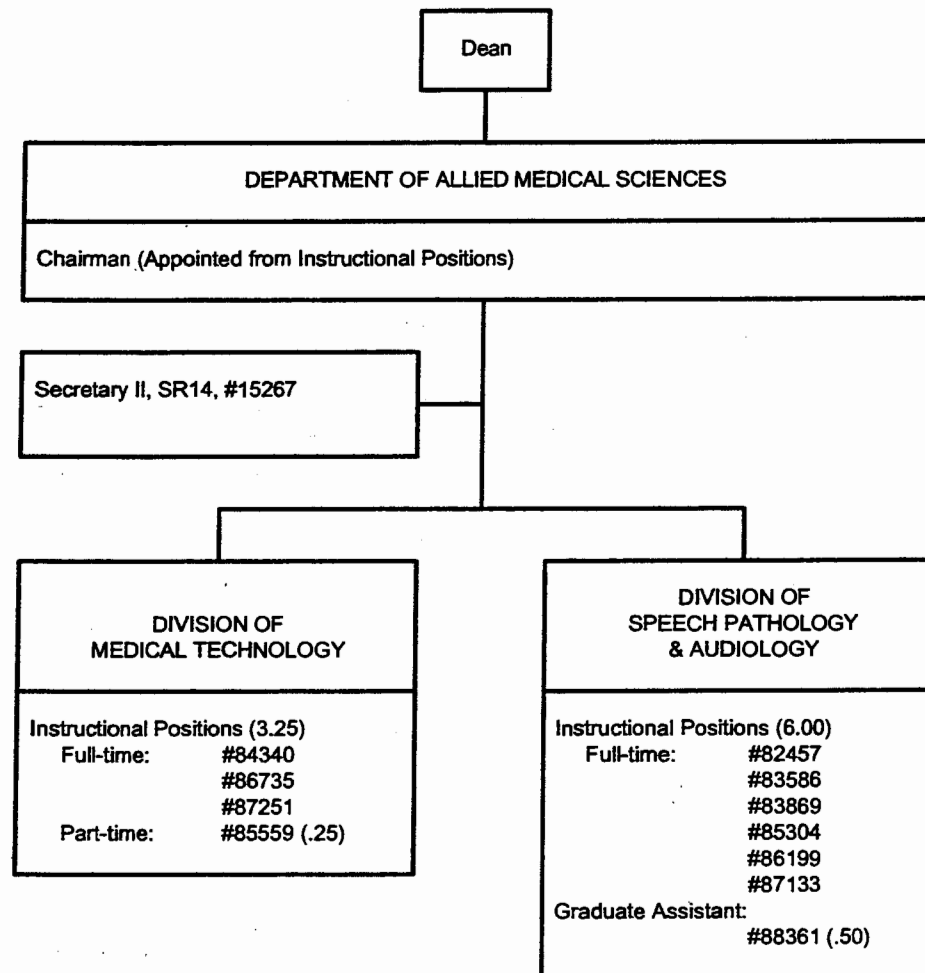 Dean
DEPARTMENT OF ALLIED MEDICAL SCIENCES
Chairman (Appointed from Instructional Positions)
Secretary II, SR14, #15267
DIVISION OF
MEDICAL TECHNOLOGY
Instructional Positions (3.25)
Full-time: #84340
#86735
#87251
Part-time: #85559 (.25)
DIVISION OF
SPEECH PATHOLOGY
& AUDIOLOGY
Instructional Positions (6.00)
Full-time: #82457
#83586
#83869
#85304
#86199
#87133
Graduate Assistant:
#88361 (.50)